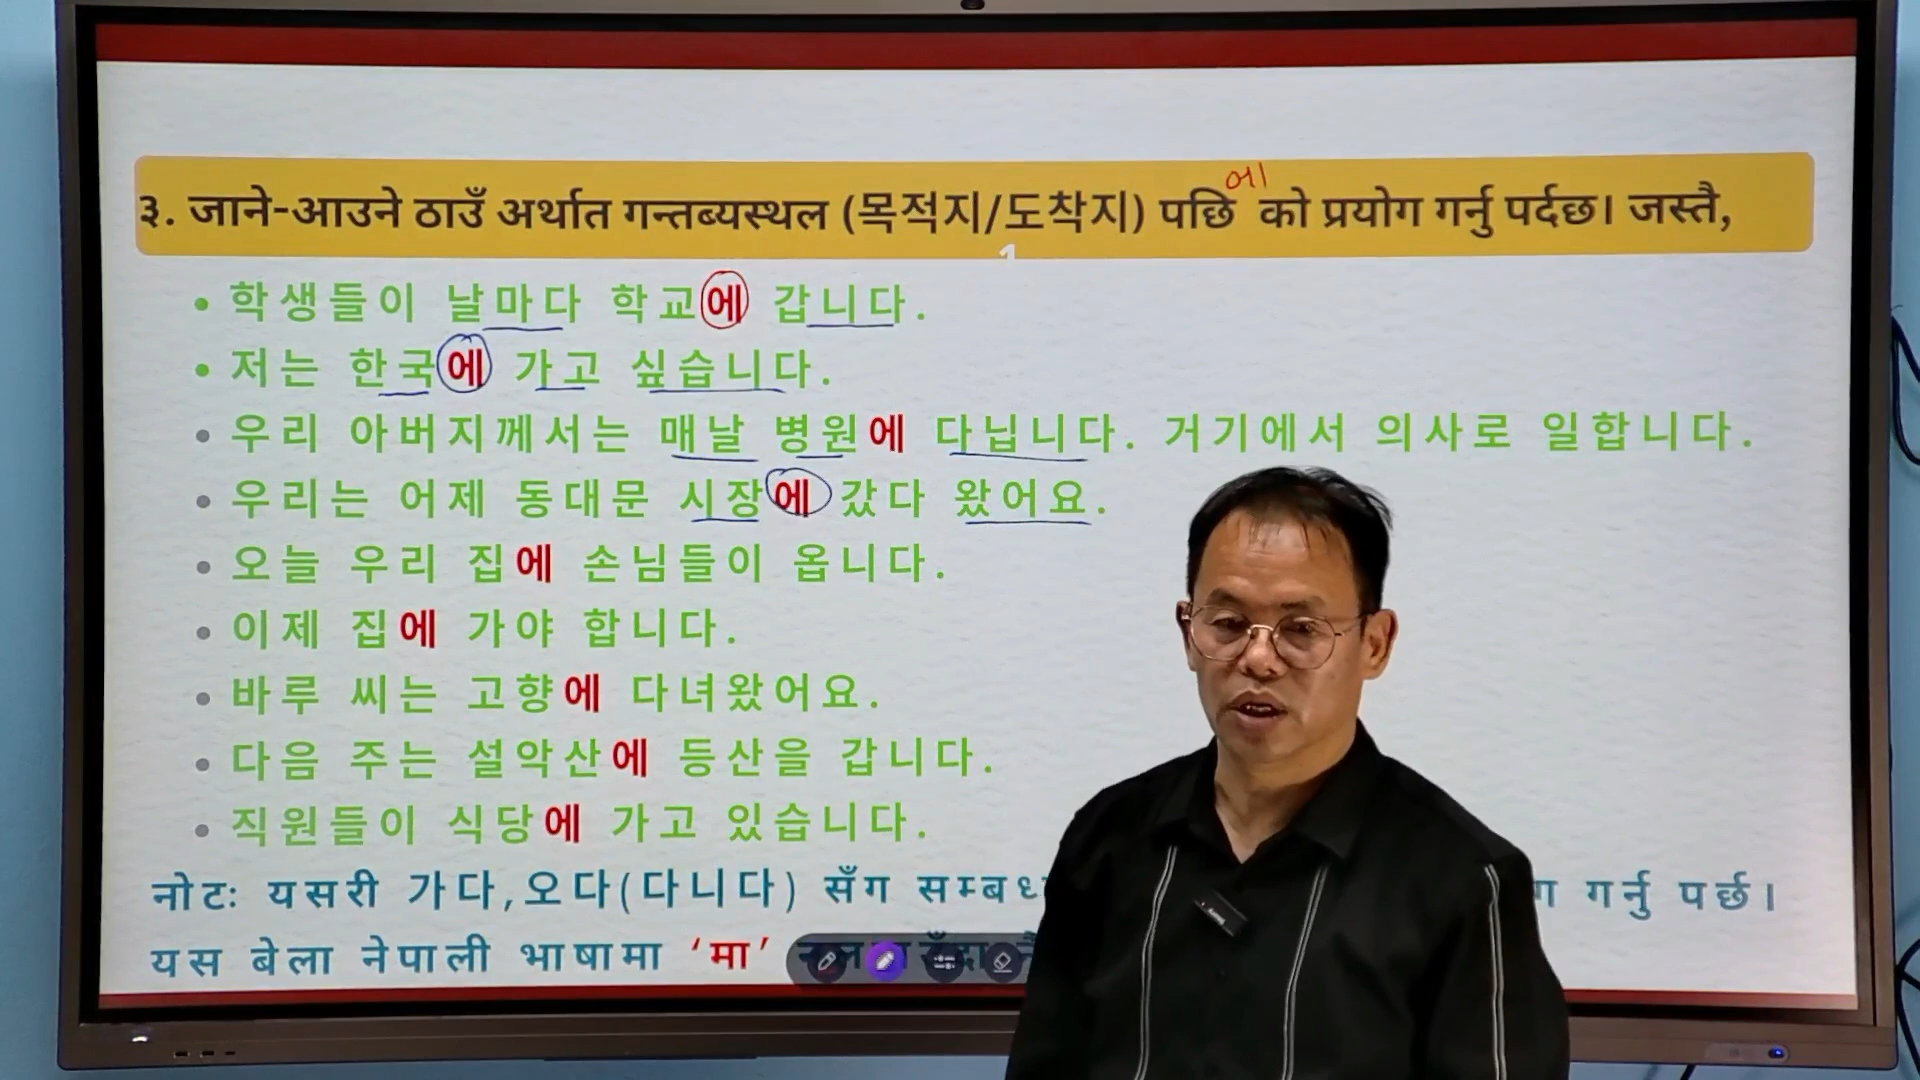 에
३. जाने-आउने ठाउँ अर्थात गन्तब्यस्थल (목적지/도착지) पछि को प्रयोग गर्नु पर्दछ। जस्तै,
• 학생들이 날마다 학교에 갑니다.
• 저는 한국에 가고 싶습니다.
• 우리 아버지께서는 매날 병원에 다닙니다. 거기에서 의사로 일합니다.
• 우리는 어제 동대문 시장에 갔다 왔어요.
• 오늘 우리 집에 손님들이 옵니다.
• 이제 집에 가야 합니다.
• 바루 씨는 고향에 다녀왔어요.
• 다음 주는 설악산에 등산을 갑니다.
• 직원들이 식당에 가고 있습니다.
नोटः यसरी 가다,오다(다니다) सँग गर्नु पर्छ।
यस बेला नेपाली भाषामा ‘मा’